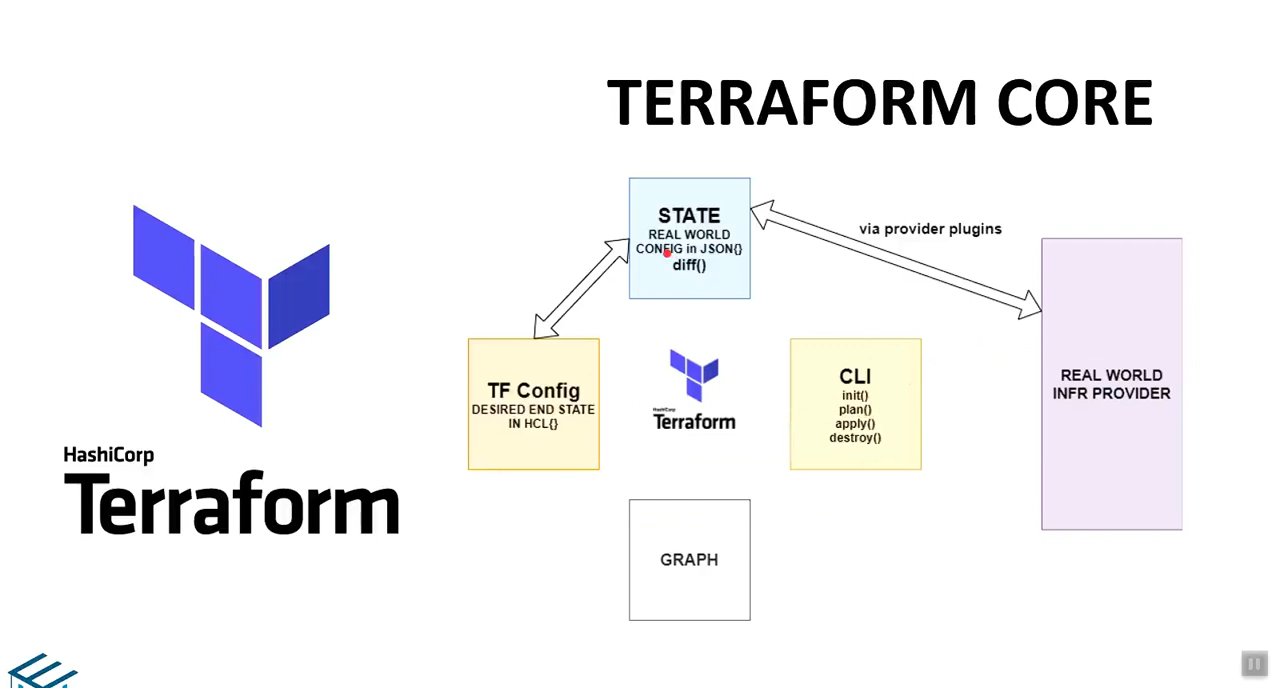 TERRAFORM CORE
STATE
REAL WORLD
CONFIG in JSON{}
diff()
via provider plugins
TF Config
DESIRED END STATE
IN HCL{}
HashiCorp
Terraform
CLI
init()
plan()
apply()
destroy()
REAL WORLD
INFR PROVIDER
HashiCorp
Terraform
GRAPH